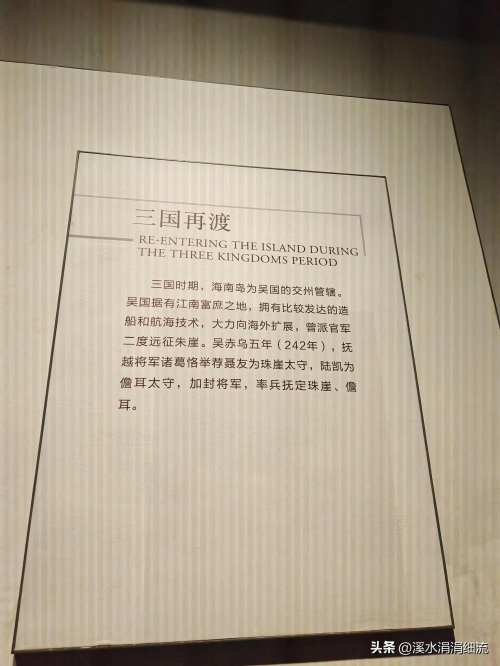 三国再渡
RE-ENTERING THE ISLAND DURING
THE THREE KINGDOMS PERIOD
三国时期，海南岛为吴国的交州管辖。
吴国据有江南富庶之地，拥有比较发达的造
船和航海技术，大力向海外扩展，曾派官军
二度远征朱崖。吴赤乌五年（242年），抚
越将军诸葛恪举荐聂友为珠崖太守，陆凯为
儋耳太守，加封将军，率兵抚定珠崖、儋
耳。
头条 @溪水涓涓细流